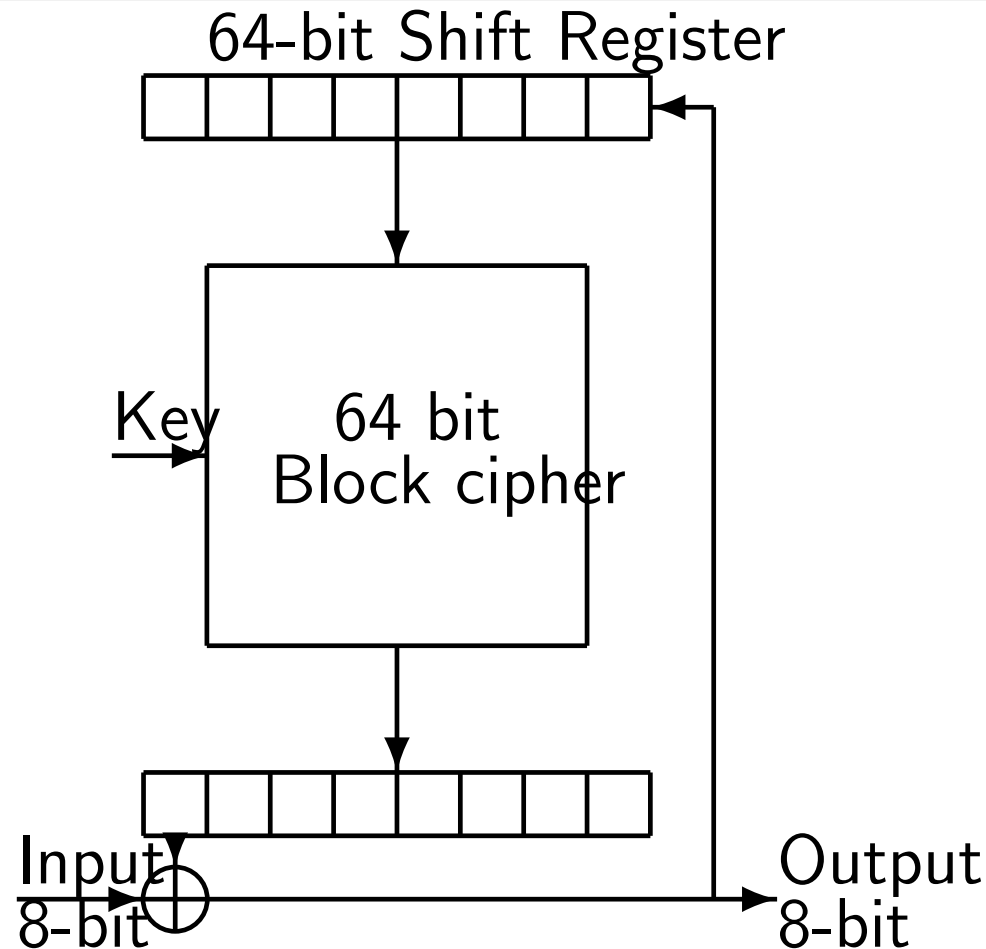 64-bit Shift Register
Key
64 bit
Block cipher
Input
8-bit
Output
8-bit